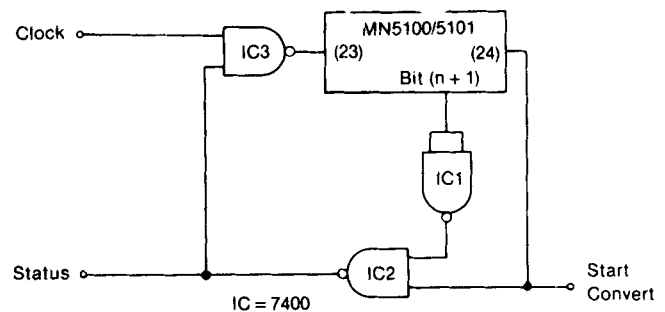 Clock
IC3
MN5100/5101
(23) (24)
Bit (n + 1)
IC1
Status
IC2
IC = 7400
Start
Convert